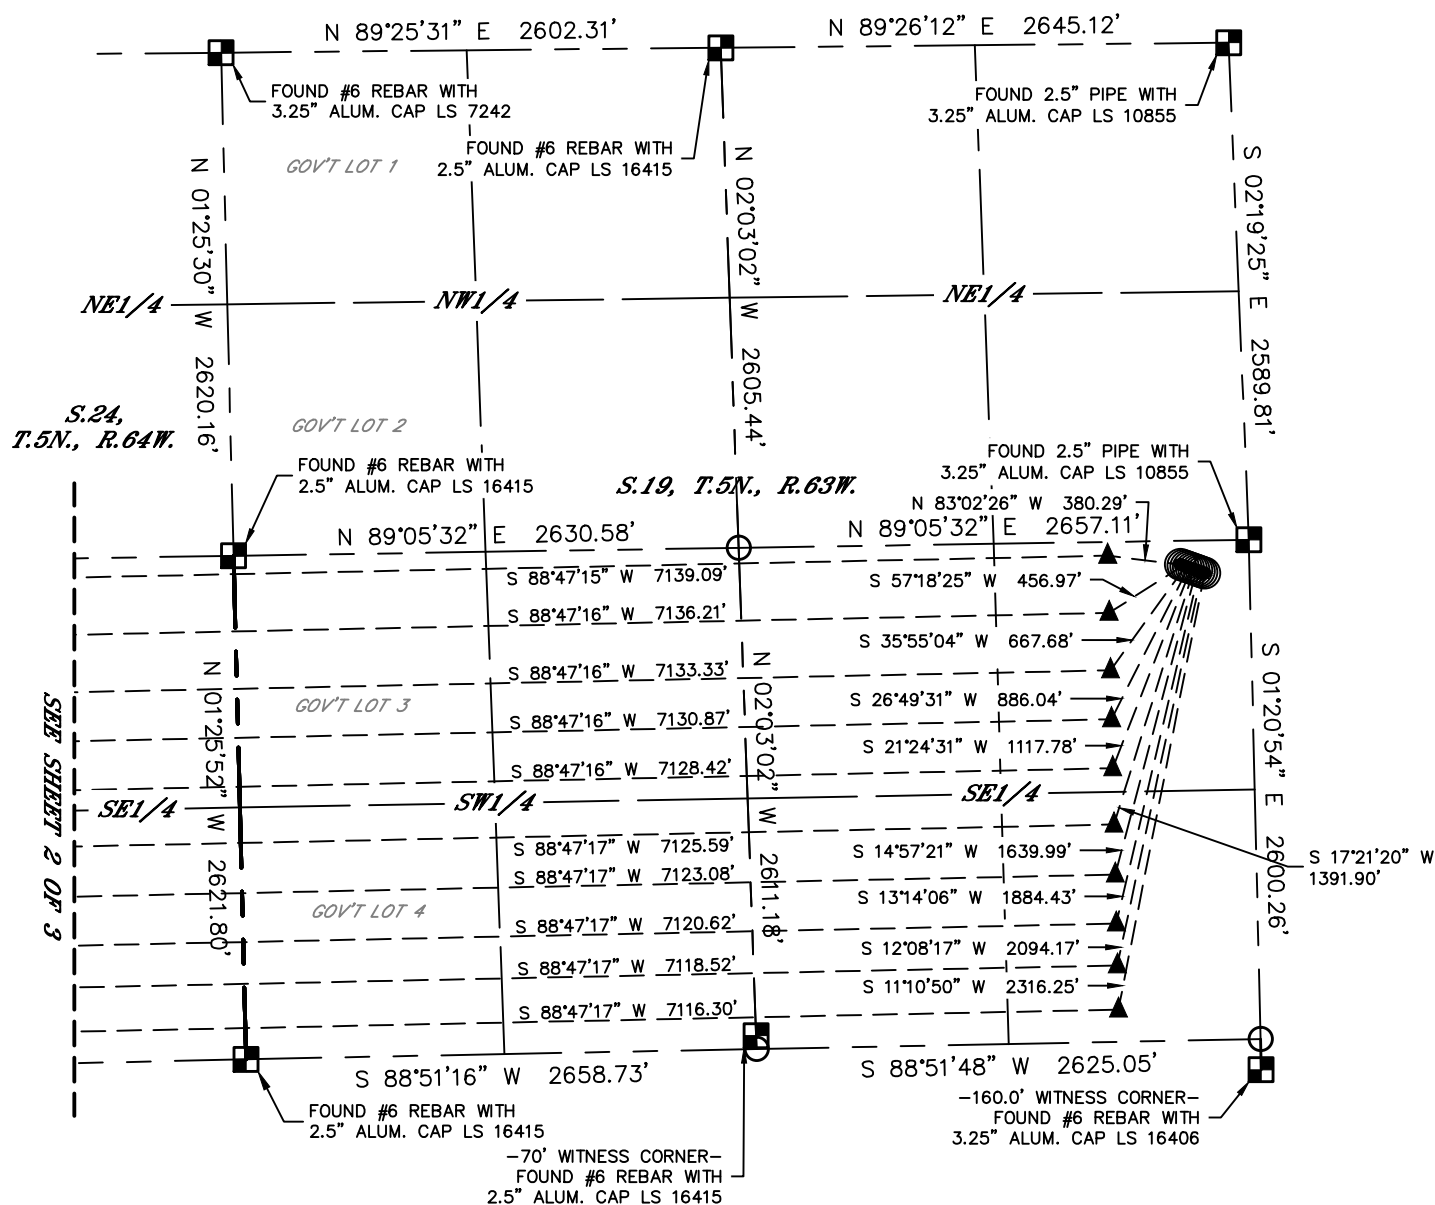 N 89°25'31" E 2602.31'
N 89°26'12" E 2645.12'
FOUND #6 REBAR WITH
3.25" ALUM. CAP LS 7242
FOUND 2.5" PIPE WITH
3.25" ALUM. CAP LS 10855
FOUND #6 REBAR WITH
2.5" ALUM. CAP LS 16415
GOV'T LOT 1
N 01°25'30" W 2620.16'
N 02°03'02" W 2605.44'
S 02°19'25" E 2589.81'
NE1/4
NW1/4
NE1/4
S.24,
T.5N., R.64W.
GOV'T LOT 2
FOUND #6 REBAR WITH
2.5" ALUM. CAP LS 16415
FOUND 2.5" PIPE WITH
3.25" ALUM. CAP LS 10855
S.19, T.5N., R.63W.
N 83°02'26" W 380.29'
N 89°05'32" E 2630.58'
N 89°05'32" E 2657.11'
S 88°47'15" W 7139.09'
S 57°18'25" W 456.97'
S 88°47'16" W 7136.21'
S 35°55'04" W 667.68'
S 88°47'16" W 7133.33'
S 26°49'31" W 886.04'
GOV'T LOT 3
S 88°47'16" W 7130.87'
S 21°24'31" W 1117.78'
S 88°47'16" W 7128.42'
N 01°25'52" W 2621.80'
N 02°03'02" W 2611.18'
S 01°20'54" E 2600.26'
SEE SHEET 2 OF 3
SE1/4
SW1/4
SE1/4
S 88°47'17" W 7125.59'
S 14°57'21" W 1639.99'
S 17°21'20" W
1391.90'
S 88°47'17" W 7123.08'
S 13°14'06" W 1884.43'
GOV'T LOT 4
S 88°47'17" W 7120.62'
S 12°08'17" W 2094.17'
S 88°47'17" W 7118.52'
S 11°10'50" W 2316.25'
S 88°47'17" W 7116.30'
S 88°51'16" W 2658.73'
S 88°51'48" W 2625.05'
FOUND #6 REBAR WITH
2.5" ALUM. CAP LS 16415
-160.0' WITNESS CORNER-
FOUND #6 REBAR WITH
3.25" ALUM. CAP LS 16406
-70' WITNESS CORNER-
FOUND #6 REBAR WITH
2.5" ALUM. CAP LS 16415